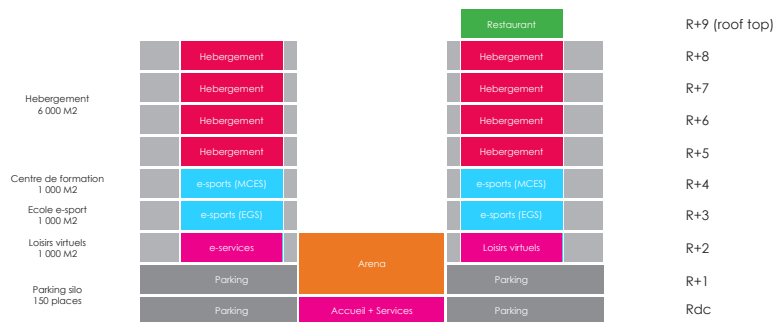 Restaurant R+9 (roof top)
Hebergement Hebergement R+8
Hebergement Hebergement R+7
Hebergement
6 000 M2
Hebergement Hebergement R+6
Hebergement Hebergement R+5
Centre de formation
1 000 M2
e-sports (MCES) e-sports (MCES) R+4
Ecole e-sport
1 000 M2
e-sports (EGS) e-sports (EGS) R+3
Loisirs virtuels
1 000 M2
e-services Loisirs virtuels R+2
Arena
Parking Parking R+1
Parking silo
150 places
Parking Accueil + Services Parking Rdc